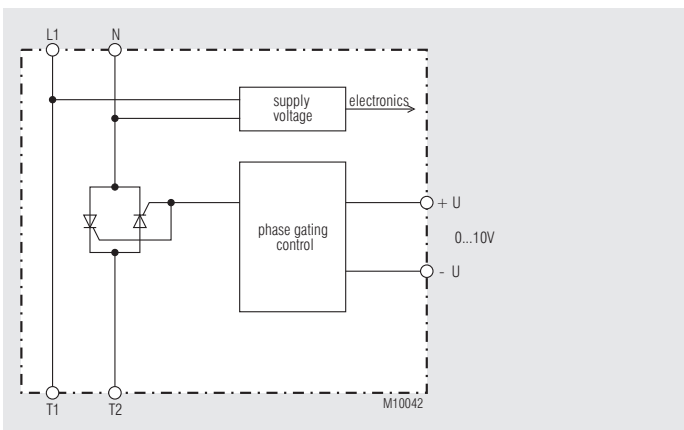 L1
N
supply
voltage
electronics
phase gating
control
+ U
0...10V
- U
T1
T2
M10042